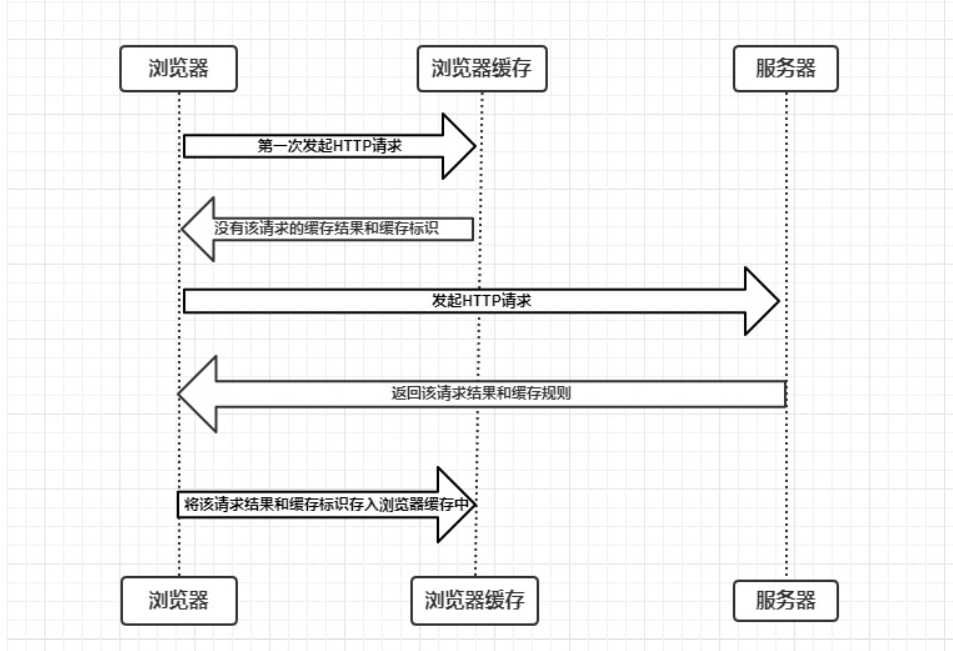 浏览器
浏览器缓存
服务器
第一次发起HTTP请求
没有该请求的缓存结果和缓存标识
发起HTTP请求
返回该请求结果和缓存规则
将该请求结果和缓存标识存入浏览器缓存中
浏览器
浏览器缓存
服务器